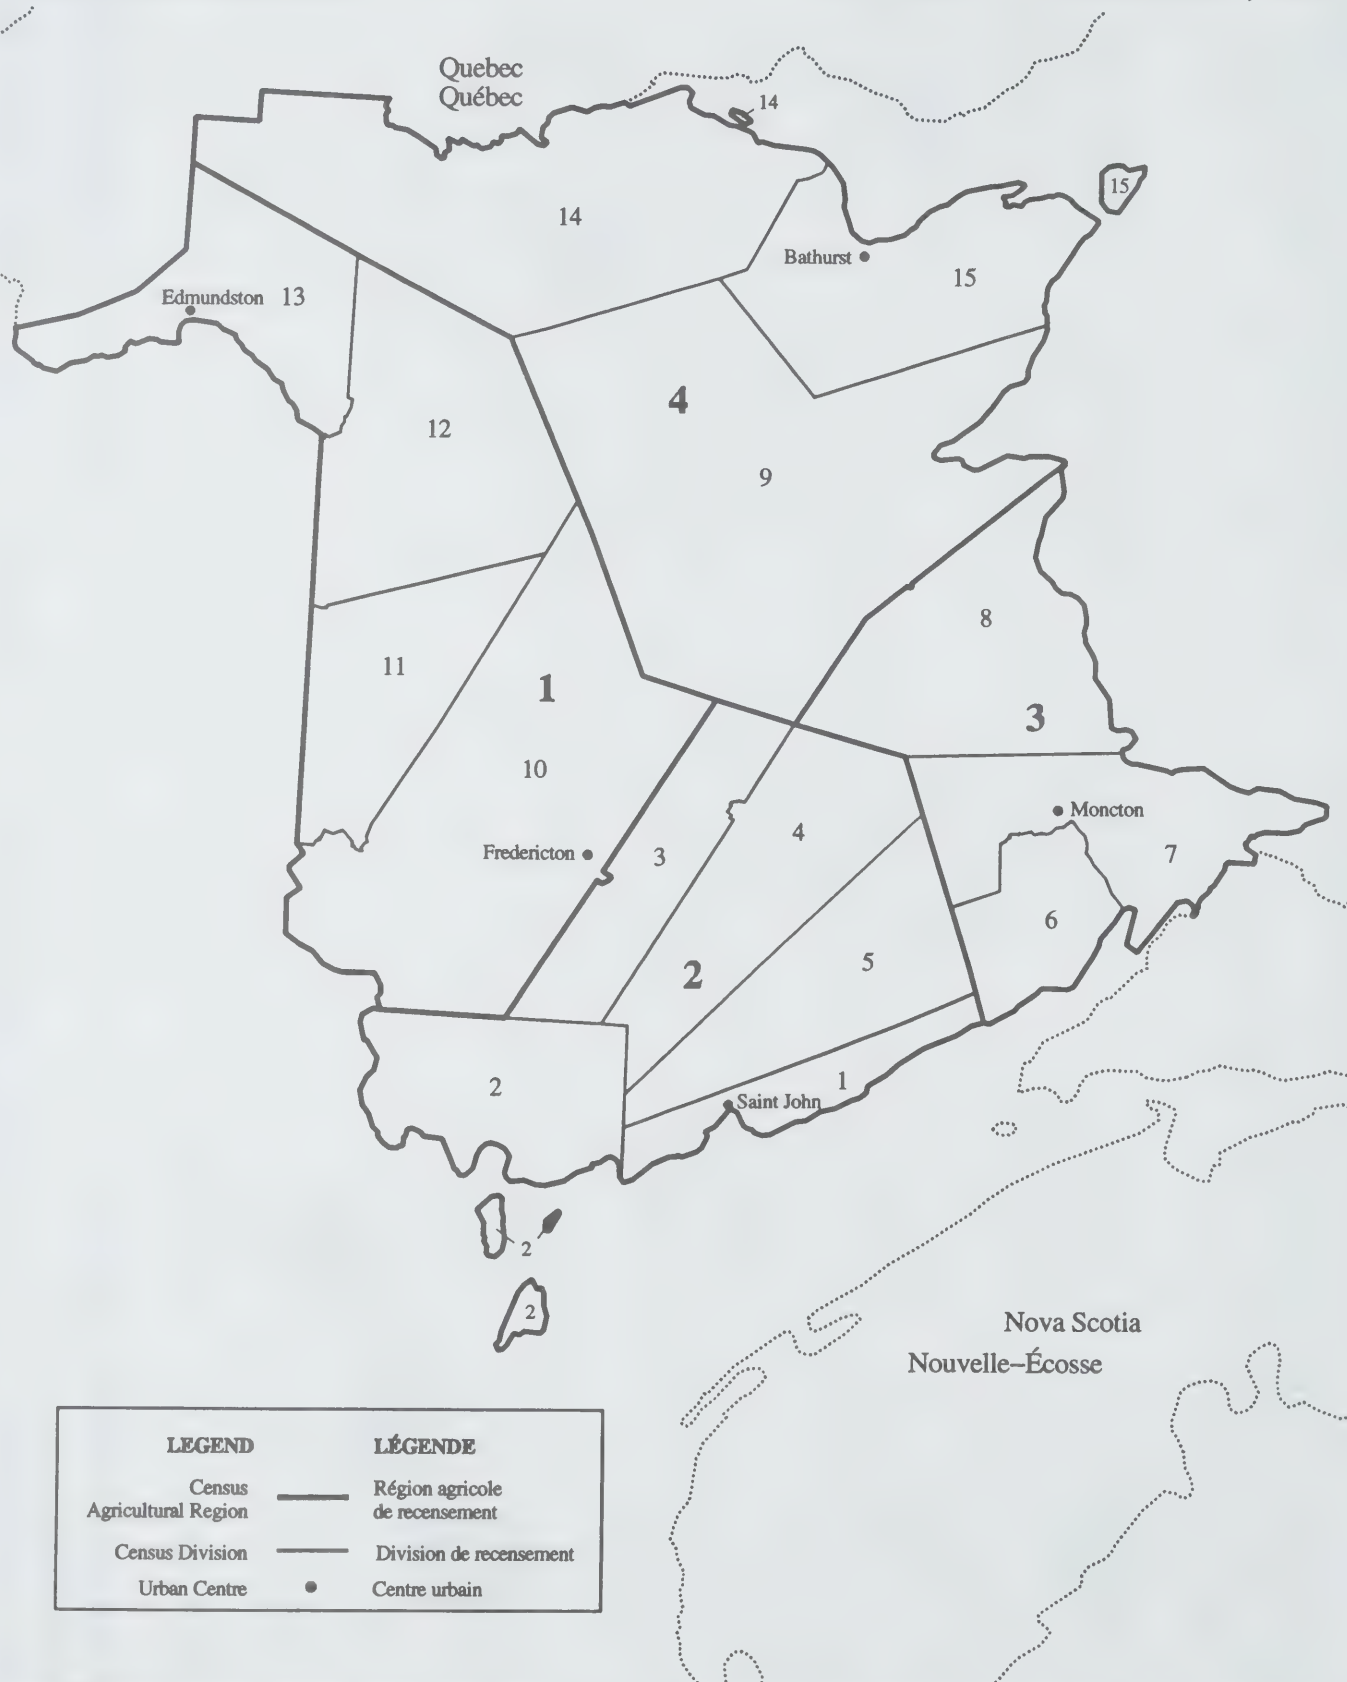 Quebec
Québec
14
15
14
Bathurst
15
Edmundston
13
4
12
9
8
11
1
3
10
Moncton
4
Fredericton
3
7
6
5
2
1
2
Saint John
2
2
Nova Scotia
Nouvelle–Écosse
LEGEND
LÉGENDE
Census
Agricultural Region
Région agricole
de recensement
Census Division
Division de recensement
Urban Centre
Centre urbain